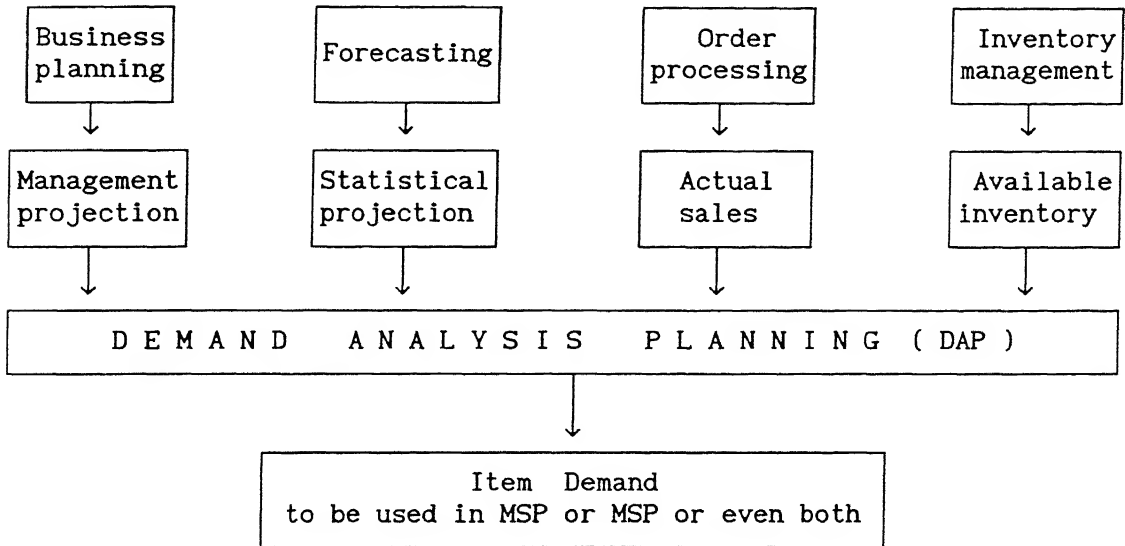 Business
planning
Forecasting
Order
processing
Inventory
management
Management
projection
Statistical
projection
Actual
sales
Available
inventory
DEMAND ANALYSIS PLANNING ( DAP )
Item Demand
to be used in MSP or MSP or even both